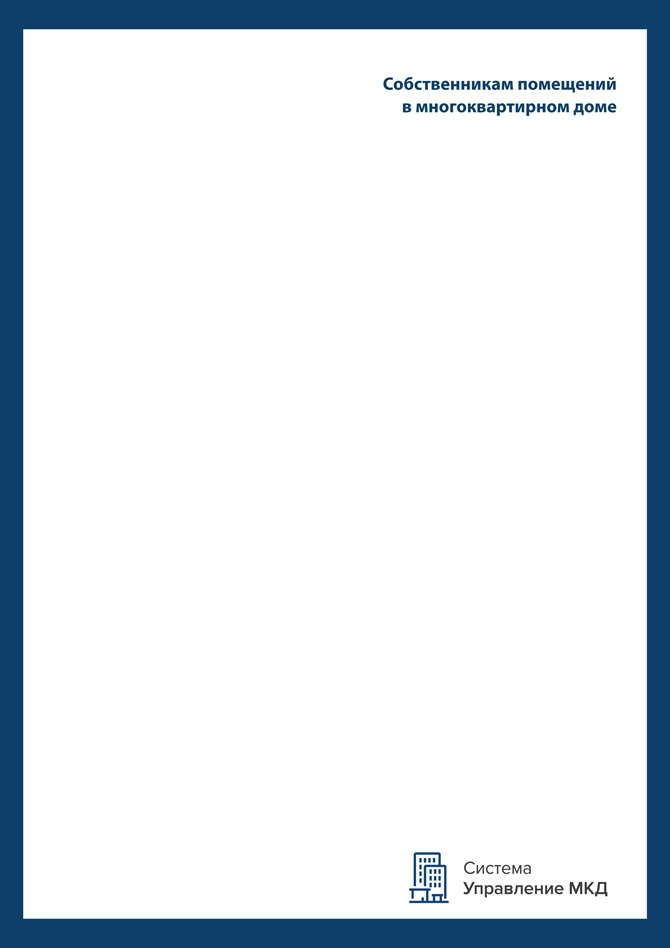 Собственникам помещений
в многоквартирном доме
Система
Управление МКД